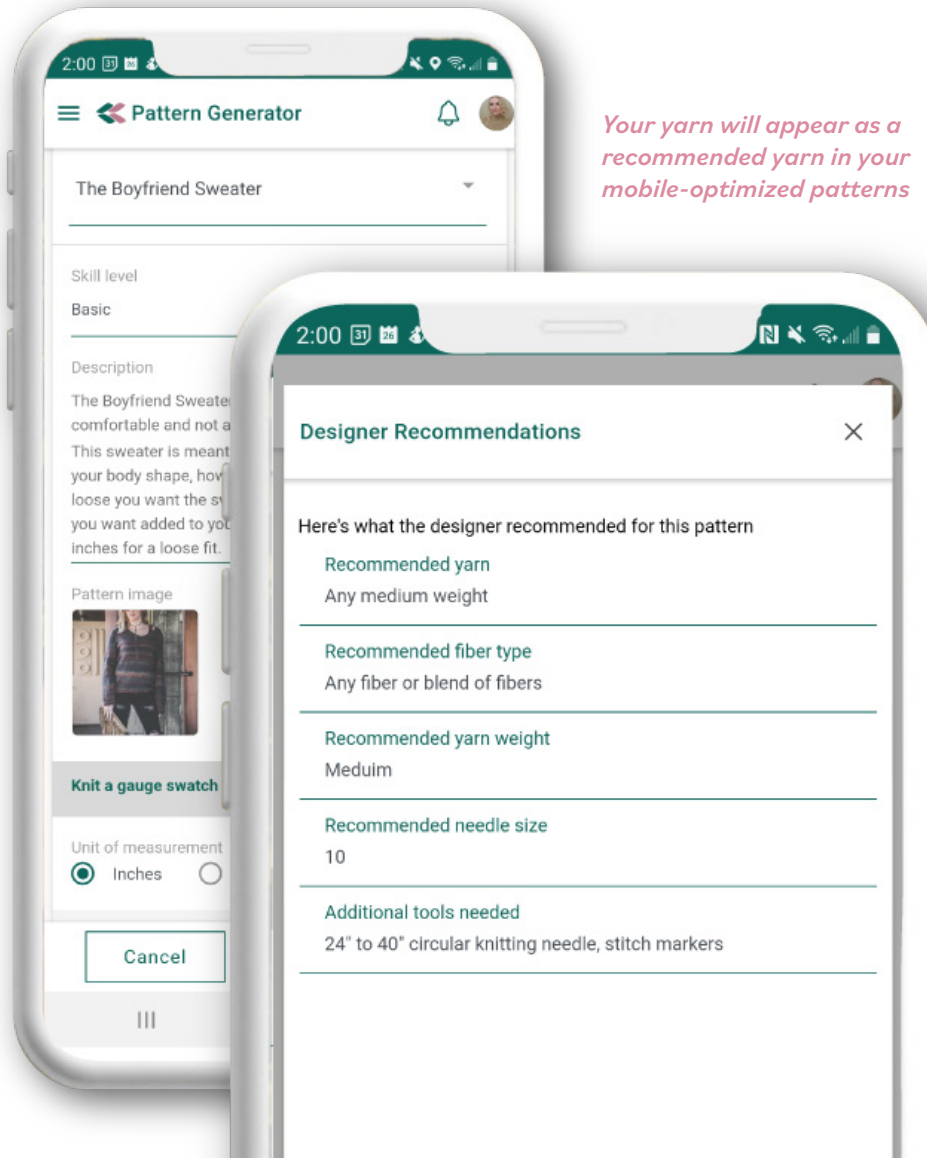 2:00 31 26
Pattern Generator
Your yarn will appear as a
recommended yarn in your
mobile-optimized patterns
The Boyfriend Sweater
Skill level
Basic
Description
The Boyfriend Sweate
comfortable and not a
This sweater is meant
your body shape, how
loose you want the
you want added to you
inches for a loose fit.
Pattern image
Knit a gauge swatch
Unit of measurement
Inches
Cancel
2:00 31 26
Designer Recommendations
Here's what the designer recommended for this pattern
Recommended yarn
Any medium weight
Recommended fiber type
Any fiber or blend of fibers
Recommended yarn weight
Meduim
Recommended needle size
10
Additional tools needed
24" to 40" circular knitting needle, stitch markers